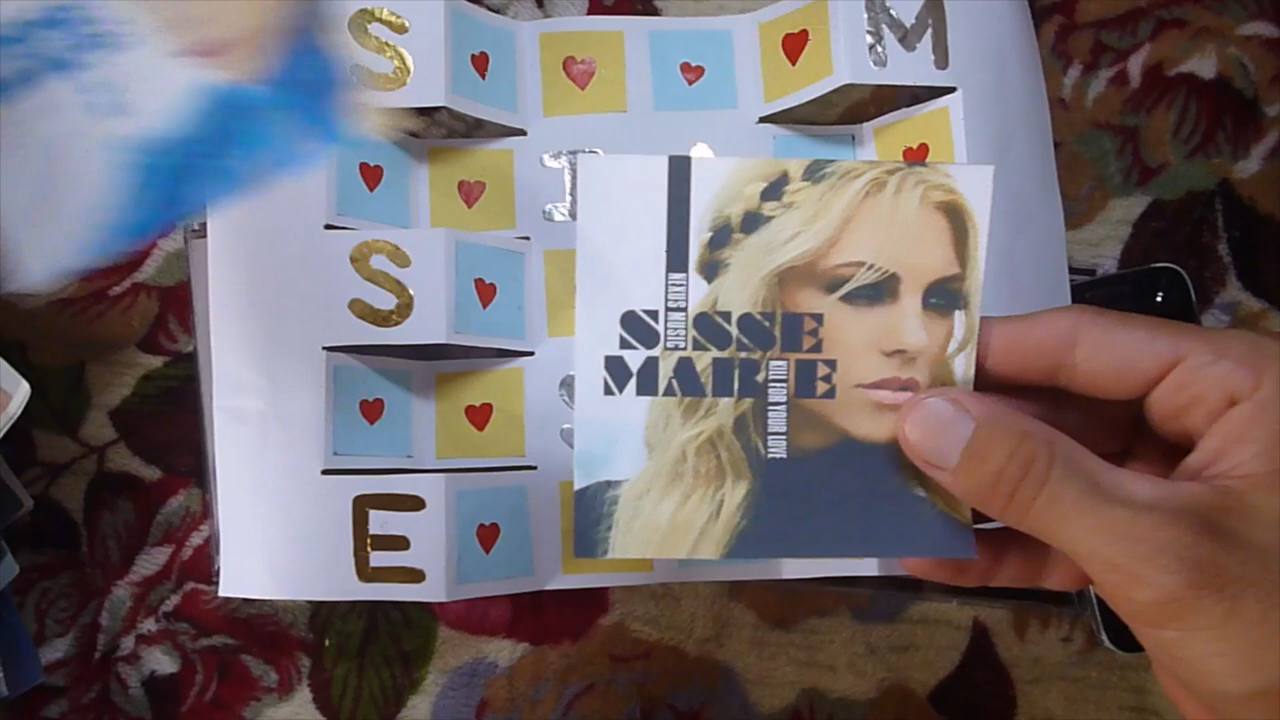 S M
I
S
E
NEXUS MUSIC
SISSE
MARIE
KILL FOR YOUR LOVE